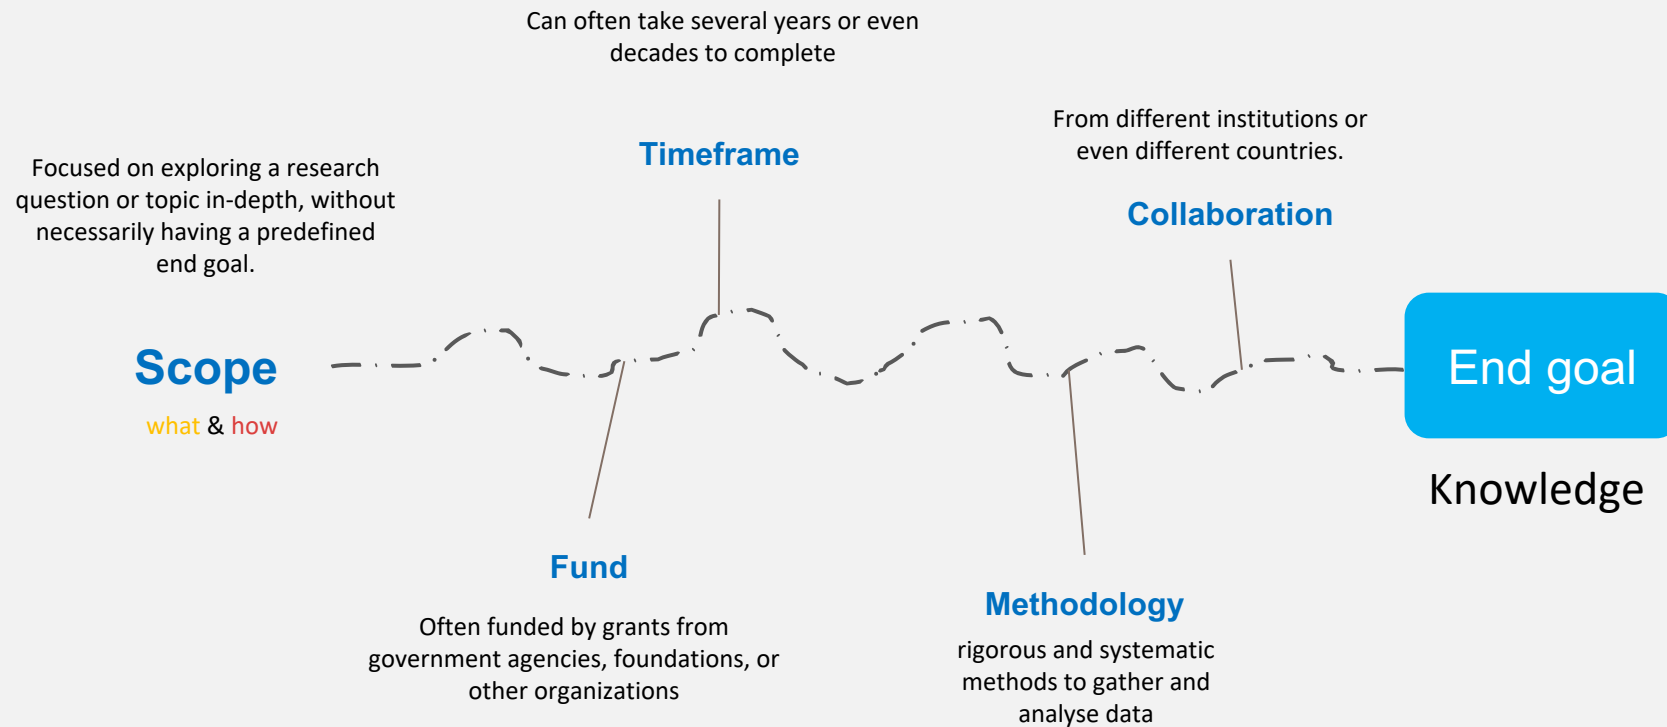 Can often take several years or even
decades to complete
Timeframe
From different institutions or
even different countries.
Collaboration
Focused on exploring a research
question or topic in-depth, without
necessarily having a predefined
end goal.
Scope
what & how
End goal
Knowledge
Fund
Often funded by grants from
government agencies, foundations, or
other organizations
Methodology
rigorous and systematic
methods to gather and
analyse data